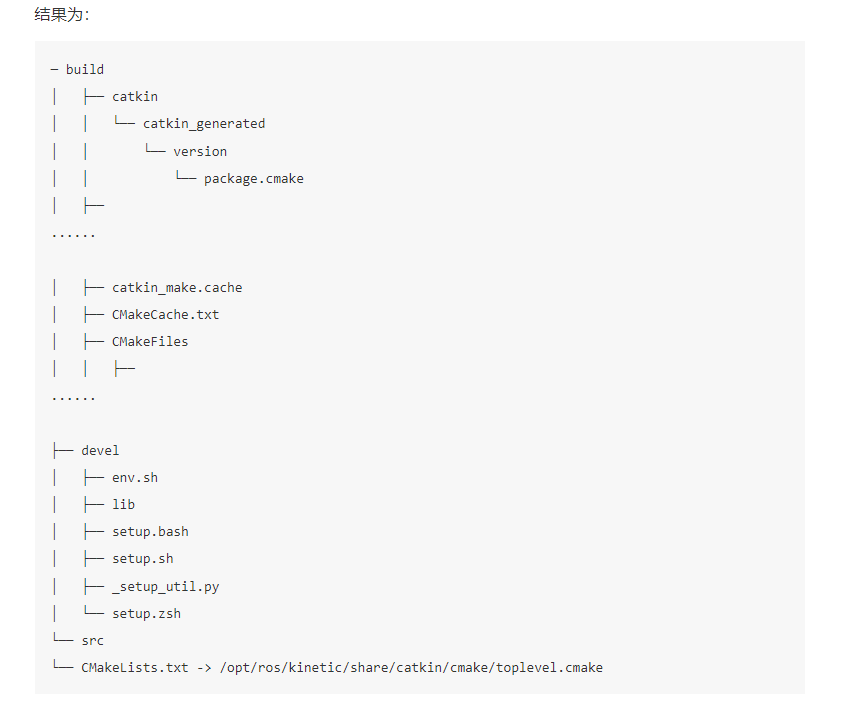 结果为：
─ build
│   ├── catkin
│   │   └── catkin_generated
│   │       └── version
│   │           └── package.cmake
│   ├──
......
│   ├── catkin_make.cache
│   ├── CMakeCache.txt
│   ├── CMakeFiles
│   │   ├──
......
├── devel
│   ├── env.sh
│   ├── lib
│   ├── setup.bash
│   ├── setup.sh
│   ├── _setup_util.py
│   └── setup.zsh
└── src
└── CMakeLists.txt -> /opt/ros/kinetic/share/catkin/cmake/toplevel.cmake